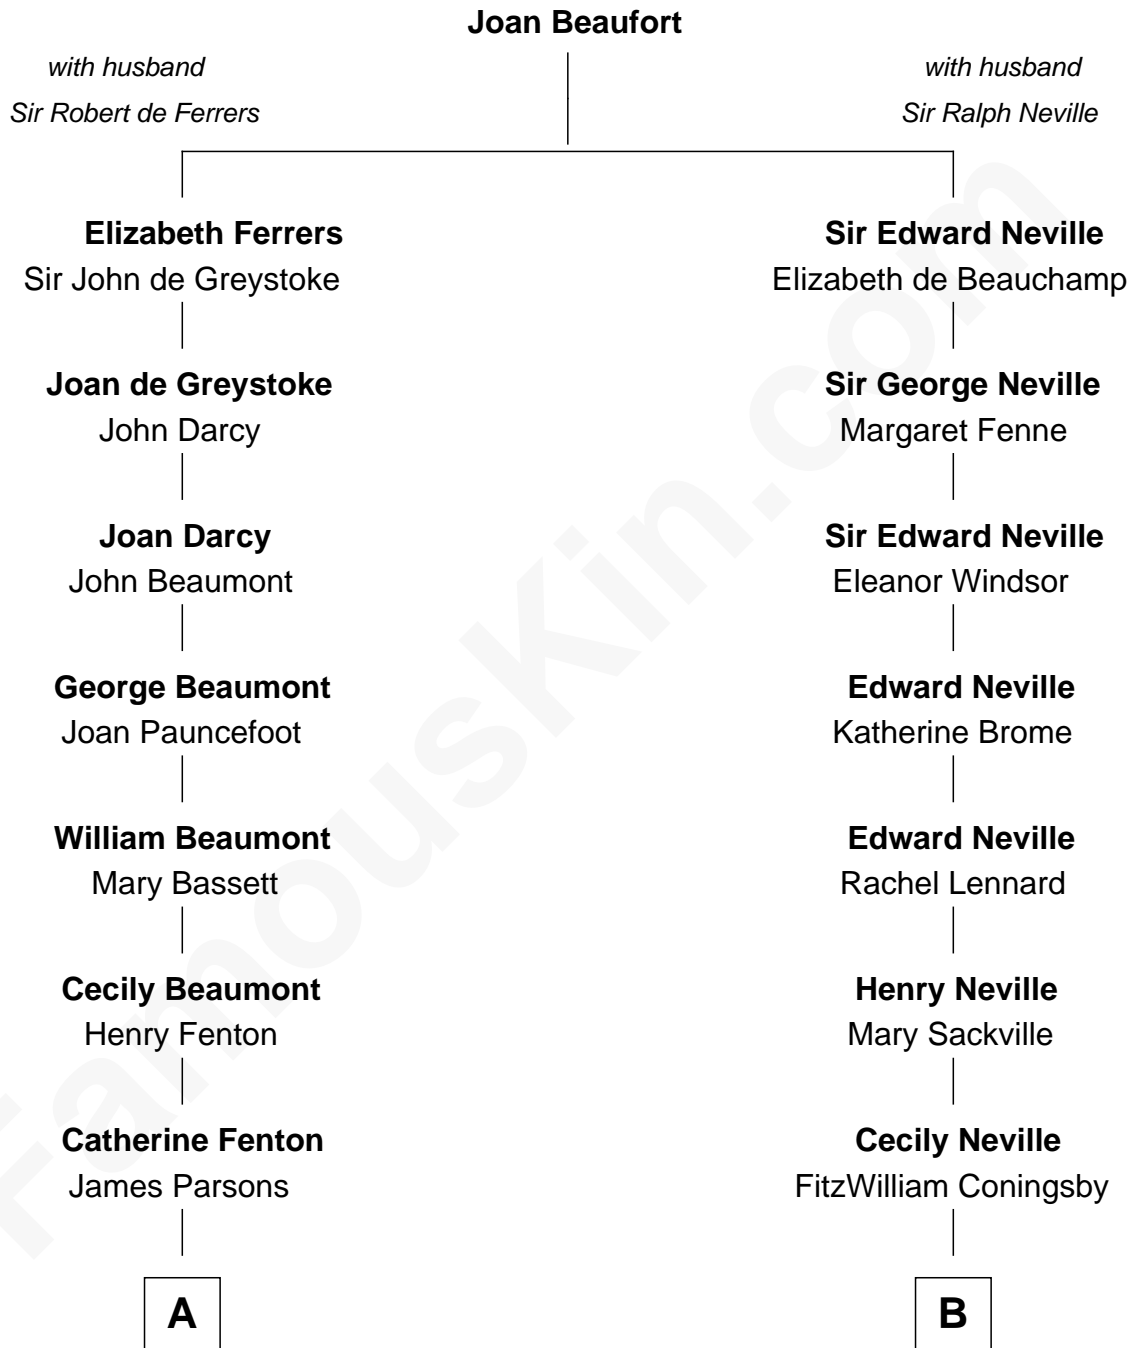 Joan Beaufort
with husband
Sir Robert de Ferrers
with husband
Sir Ralph Neville
Elizabeth Ferrers
Sir John de Greystoke
Sir Edward Neville
Elizabeth de Beauchamp
Joan de Greystoke
John Darcy
Sir George Neville
Margaret Fenne
Joan Darcy
John Beaumont
Sir Edward Neville
Eleanor Windsor
George Beaumont
Joan Pauncefoot
Edward Neville
Katherine Brome
William Beaumont
Mary Bassett
Edward Neville
Rachel Lennard
Cecily Beaumont
Henry Fenton
Henry Neville
Mary Sackville
Catherine Fenton
James Parsons
Cecily Neville
FitzWilliam Coningsby
A
B
FamousKin.com